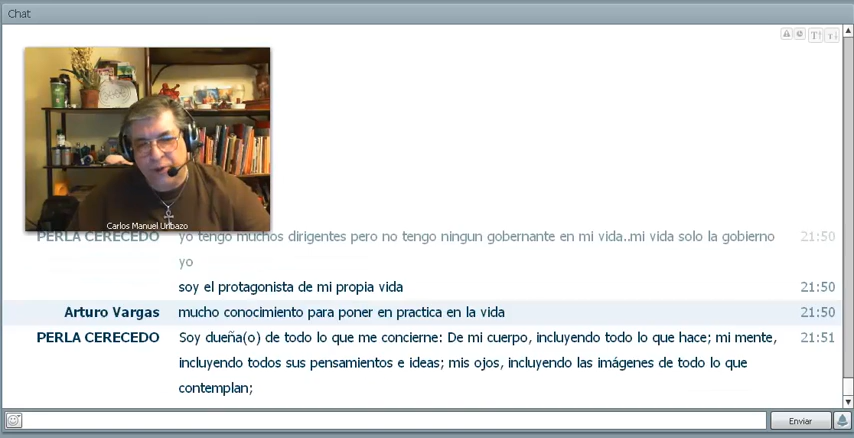 Chat
Carlos Manuel Uribazo
PERLA CERECEDO yo tengo muchos dirigentes pero no tengo ningun gobernante en mi vida..mi vida solo la gobierno 21:50
yo
soy el protagonista de mi propia vida 21:50
Arturo Vargas mucho conocimiento para poner en practica en la vida 21:50
PERLA CERECEDO Soy dueña(o) de todo lo que me concierne: De mi cuerpo, incluyendo todo lo que hace; mi mente, 21:51
incluyendo todos sus pensamientos e ideas; mis ojos, incluyendo las imágenes de todo lo que
contemplan;
Enviar